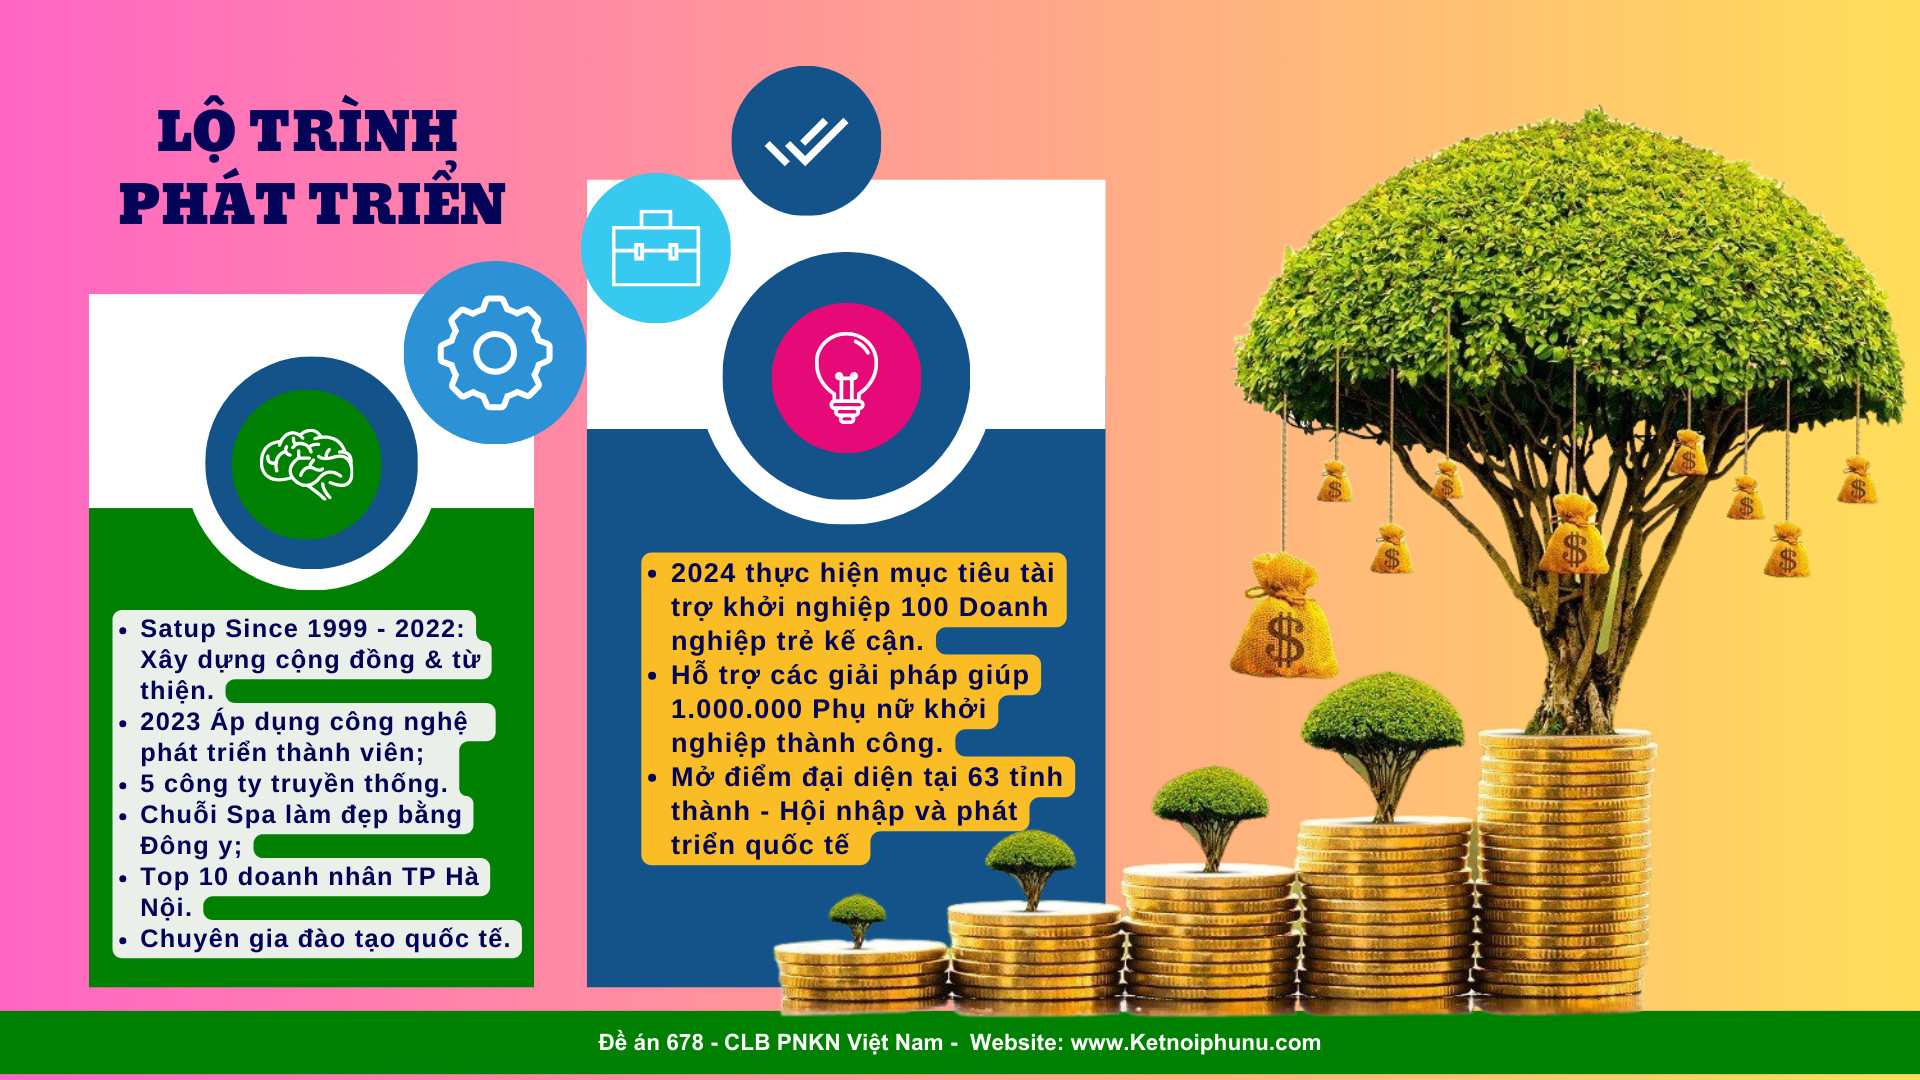 LỘ TRÌNH
PHÁT TRIỂN
• Satup Since 1999 - 2022:
Xây dựng cộng đồng & từ
thiện.
• 2023 Áp dụng công nghệ
phát triển thành viên;
• 5 công ty truyền thống.
• Chuỗi Spa làm đẹp bằng
Đông y;
• Top 10 doanh nhân TP Hà
Nội.
• Chuyên gia đào tạo quốc tế.
• 2024 thực hiện mục tiêu tài
trợ khởi nghiệp 100 Doanh
nghiệp trẻ kế cận.
• Hỗ trợ các giải pháp giúp
1.000.000 Phụ nữ khởi
nghiệp thành công.
• Mở điểm đại diện tại 63 tỉnh
thành - Hội nhập và phát
triển quốc tế
$
$
$
$
$
$
$
$
$
Đề án 678 - CLB PNKN Việt Nam - Website: www.Ketnoiphunu.com